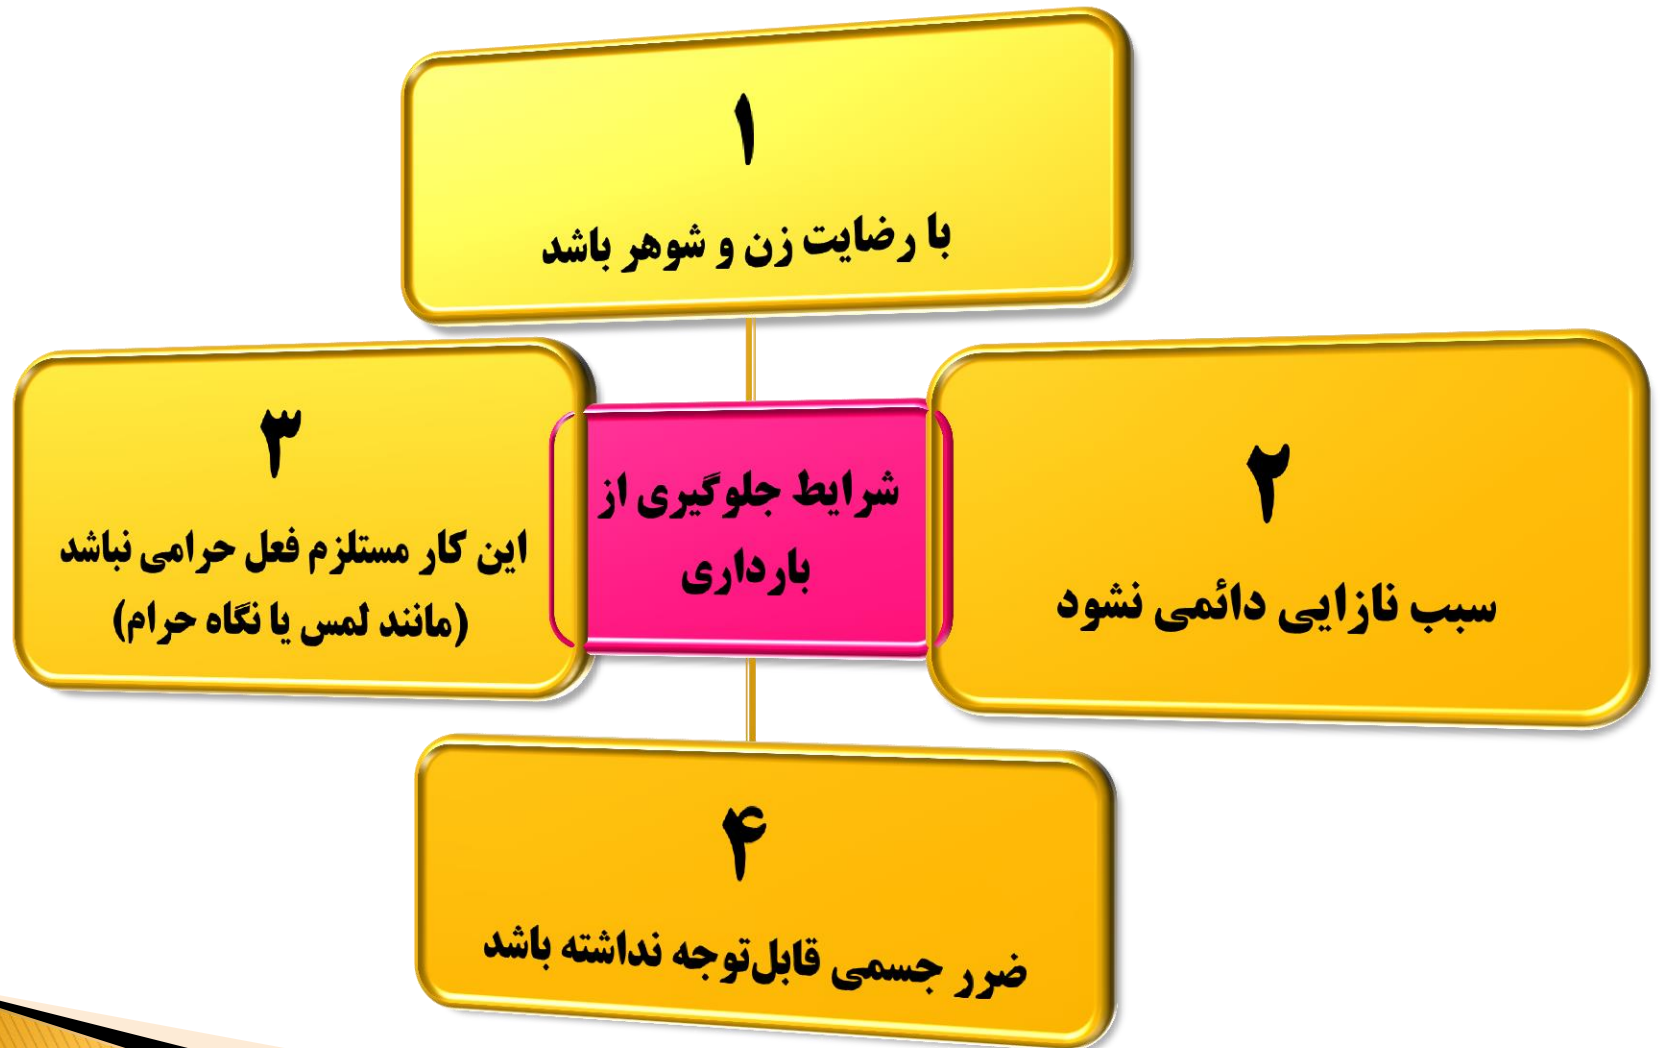 ۱
با رضایت زن و شوهر باشد
شرایط جلوگیری از
بارداری
۲
سبب نازایی دائمی نشود
۳
این کار مستلزم فعل حرامی نباشد
(مانند لمس یا نگاه حرام)
۴
ضرر جسمی قابل‌توجه نداشته باشد